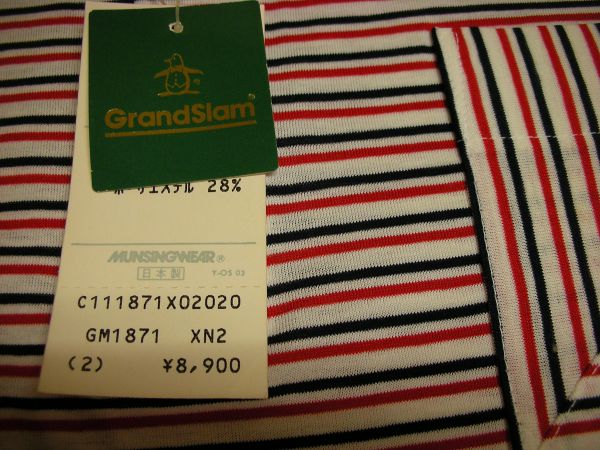 GrandSlam
ポリエステル 28%
MUNSINGWEAR®
日本製 T-OS 02
C111871X02020
GM1871 XN2
(2) ¥8,900